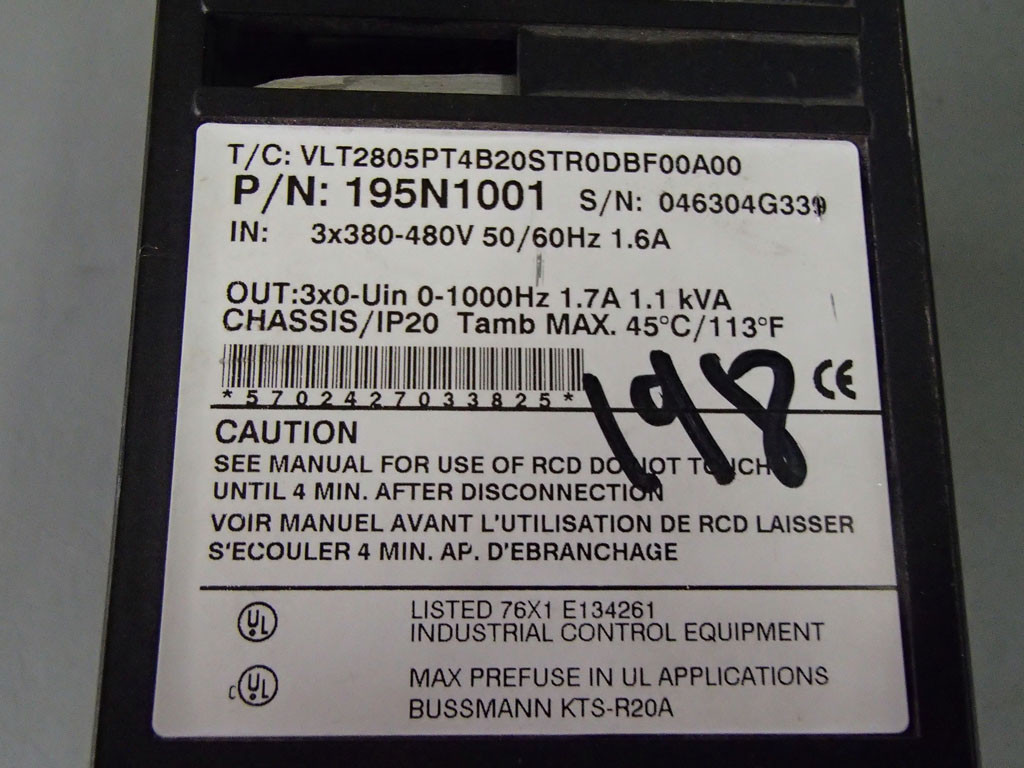 T/C: VLT2805PT4B20STR0DBF00A00
P/N: 195N1001 S/N:
IN: 3x380-480V 50/60Hz 1.6A
OUT:3x0-Uin 0-1000Hz 1.7A 1.1 kVA
CHASSIS/IP20 Tamb MAX. 45°C/113°F
*5702427033825*
198
CE
CAUTION
SEE MANUAL FOR USE OF RCD DO NOT TOUCH
UNTIL 4 MIN. AFTER DISCONNECTION
VOIR MANUEL AVANT L'UTILISATION DE RCD LAISSER
S'ECOULER 4 MIN. AP. D'EBRANCHAGE
UL LISTED 76X1 E134261
INDUSTRIAL CONTROL EQUIPMENT
c UL MAX PREFUSE IN UL APPLICATIONS
BUSSMANN KTS-R20A